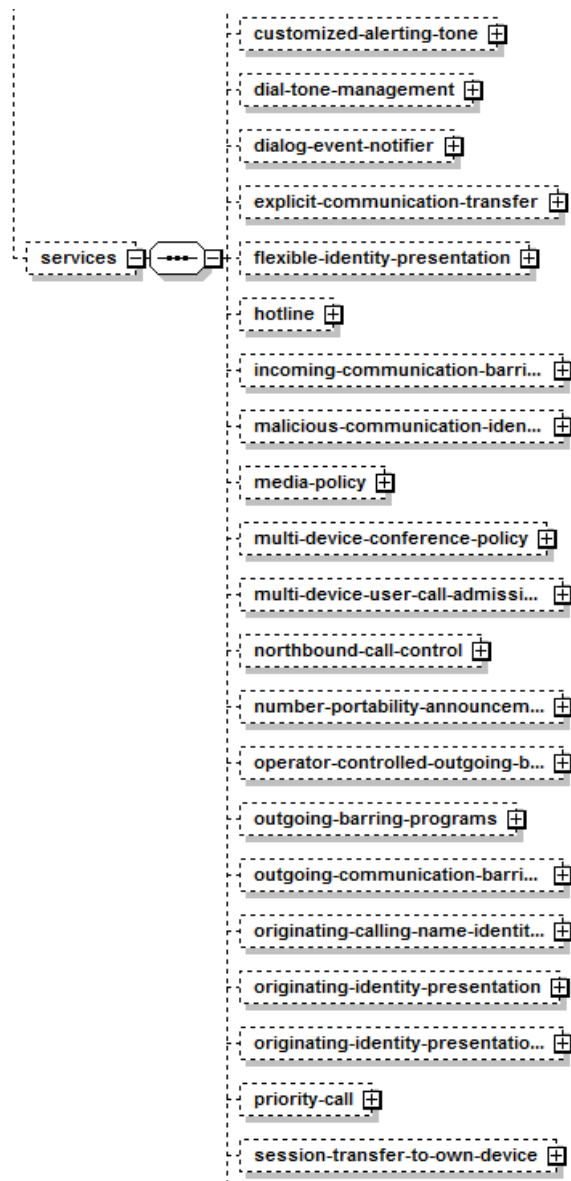 customized-alerting-tone
dial-tone-management
dialog-event-notifier
explicit-communication-transfer
services
flexible-identity-presentation
hotline
incoming-communication-barri...
malicious-communication-iden...
media-policy
multi-device-conference-policy
multi-device-user-call-admissi...
northbound-call-control
number-portability-announcem...
operator-controlled-outgoing-b...
outgoing-barring-programs
outgoing-communication-barri...
originating-calling-name-identit...
originating-identity-presentation
originating-identity-presentatio...
priority-call
session-transfer-to-own-device